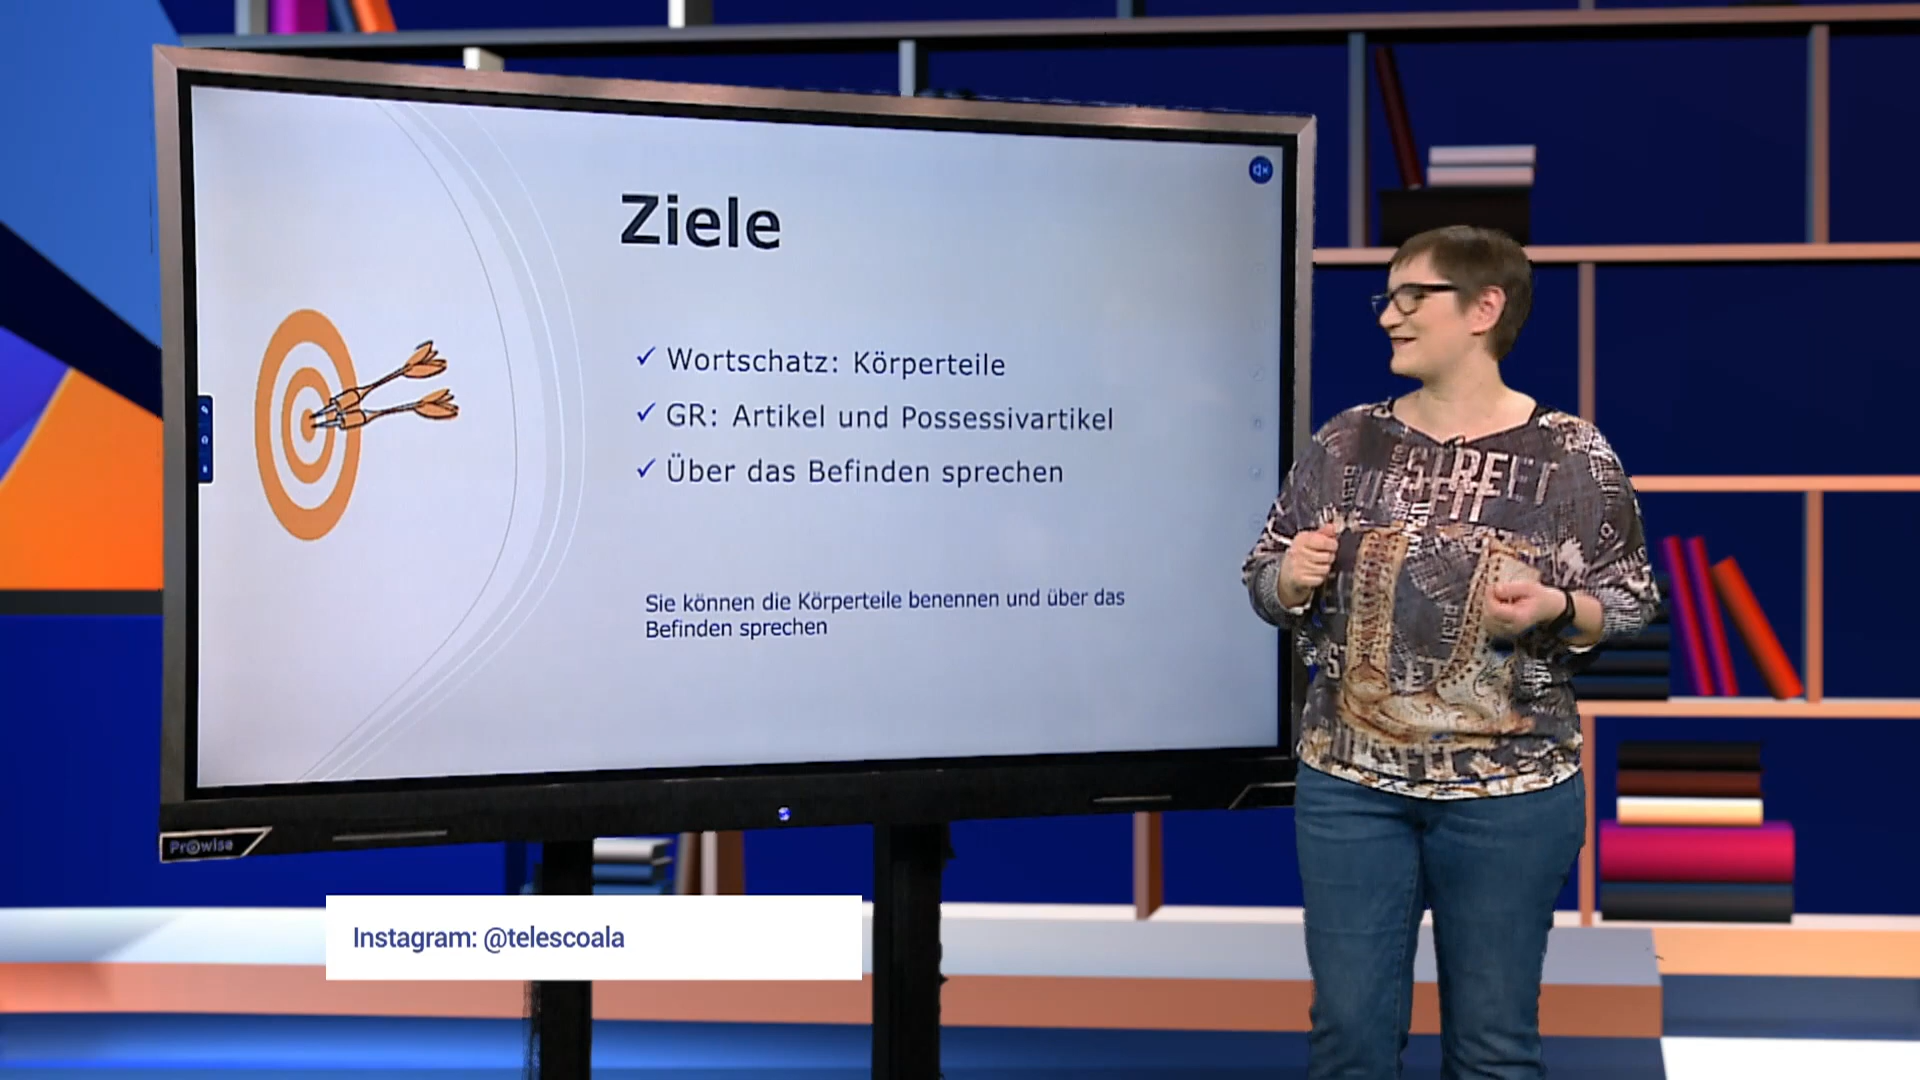 Ziele
✓ Wortschatz: Körperteile
✓ GR: Artikel und Possessivartikel
✓ Über das Befinden sprechen
Sie können die Körperteile benennen und über das
Befinden sprechen
Prowise
STREET
Instagram: @telescoala